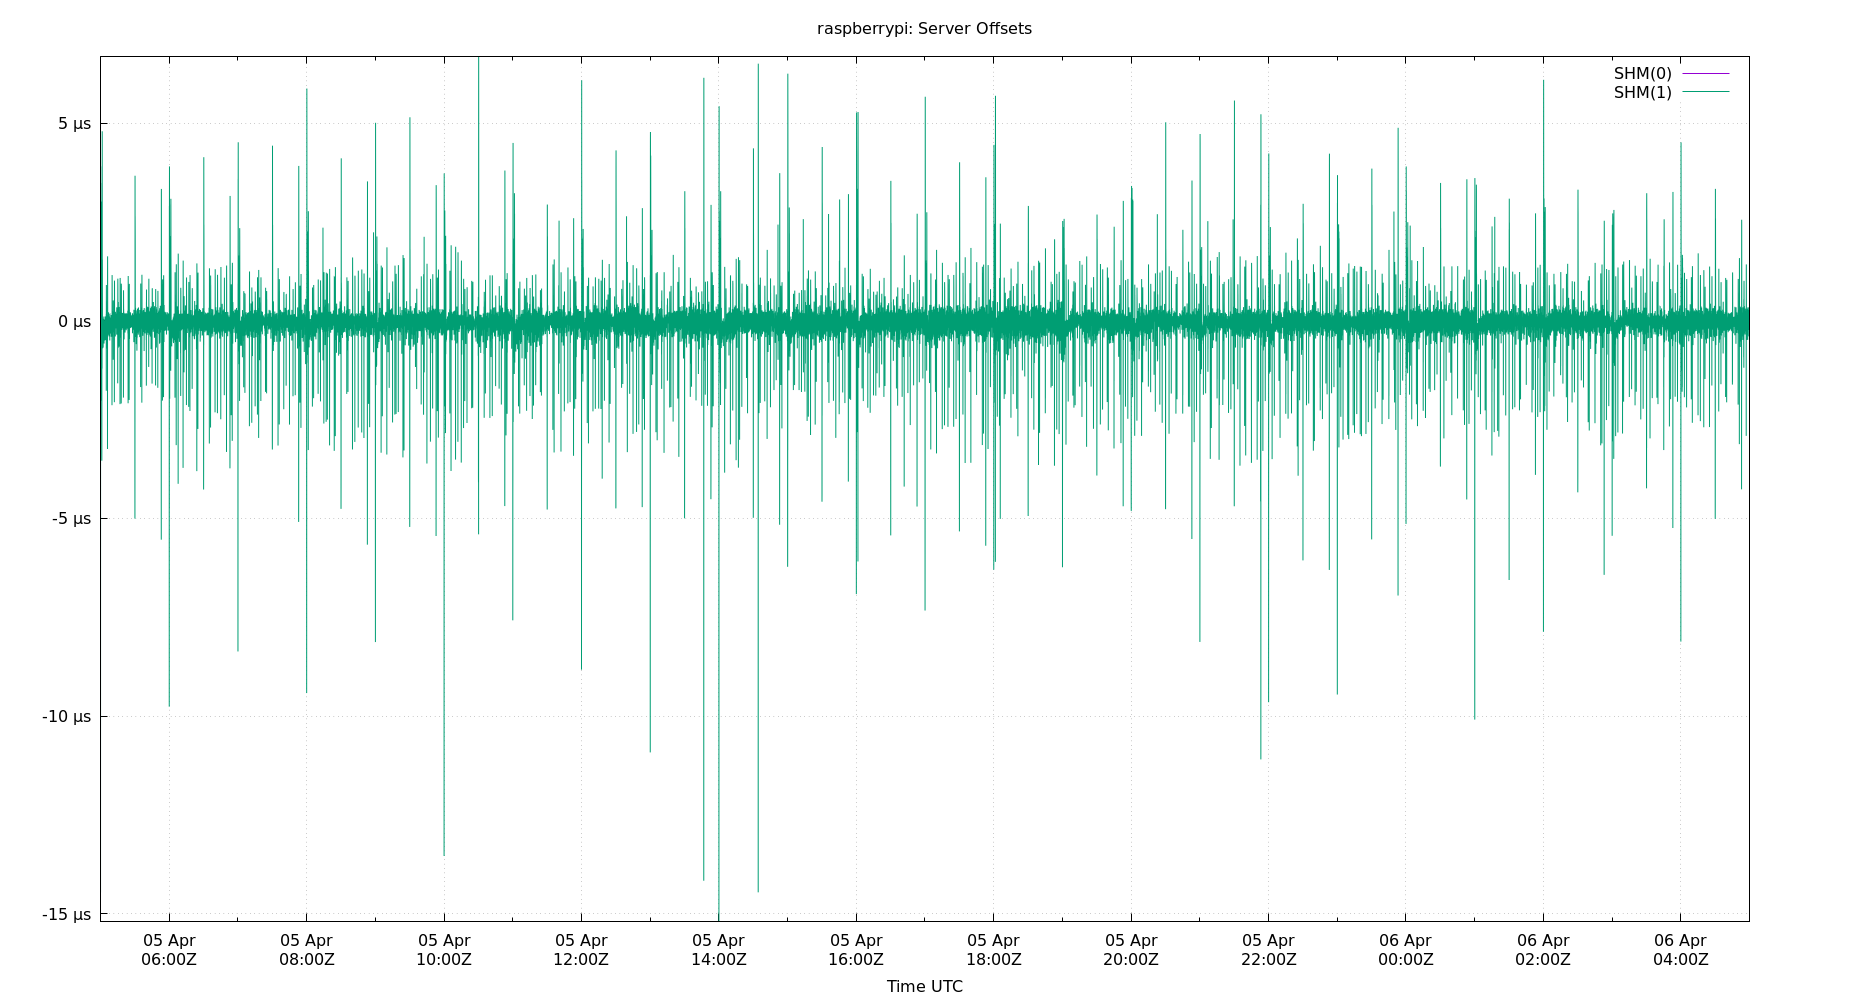 raspberrypi: Server Offsets
SHM(0)
SHM(1)
5 µs
0 µs
-5 µs
-10 µs
-15 µs
05 Apr 05 Apr 05 Apr 05 Apr 05 Apr 05 Apr 05 Apr 05 Apr 05 Apr 06 Apr 06 Apr 06 Apr
06:00Z 08:00Z 10:00Z 12:00Z 14:00Z 16:00Z 18:00Z 20:00Z 22:00Z 00:00Z 02:00Z 04:00Z
Time UTC